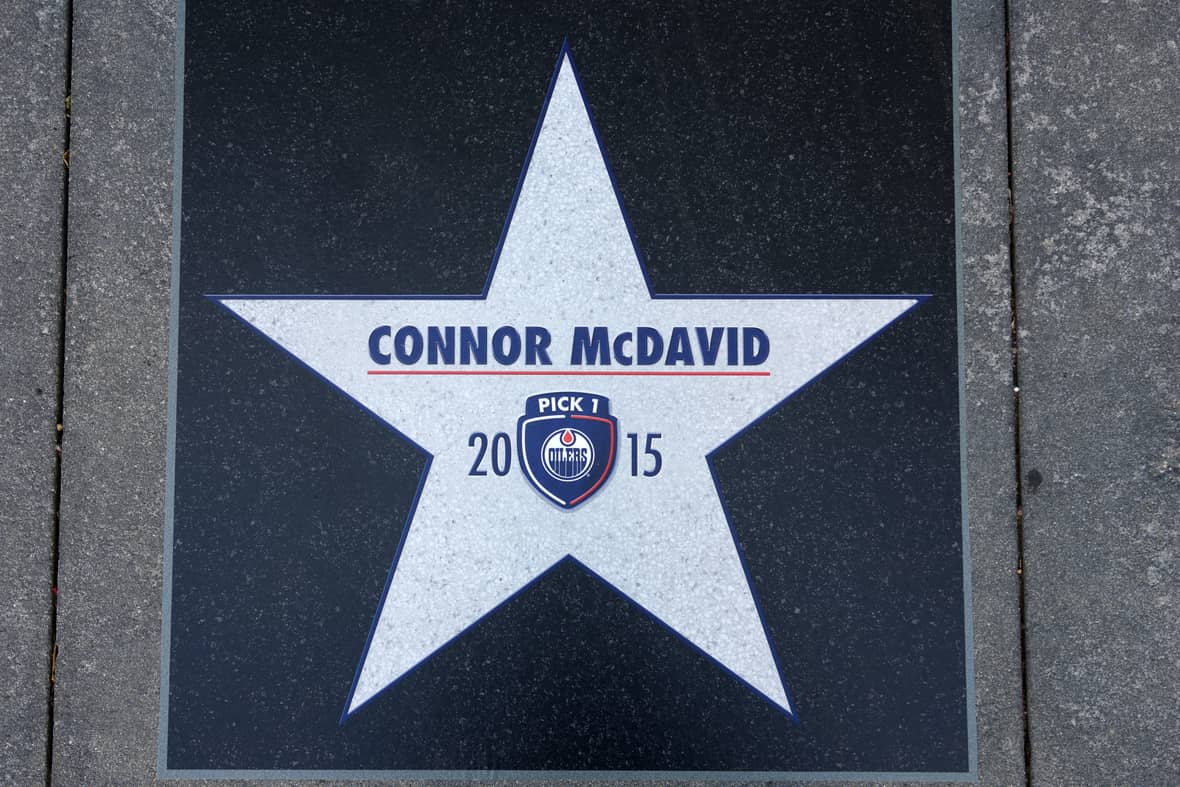 CONNOR McDAVID
PICK 1
20 OILERS 15